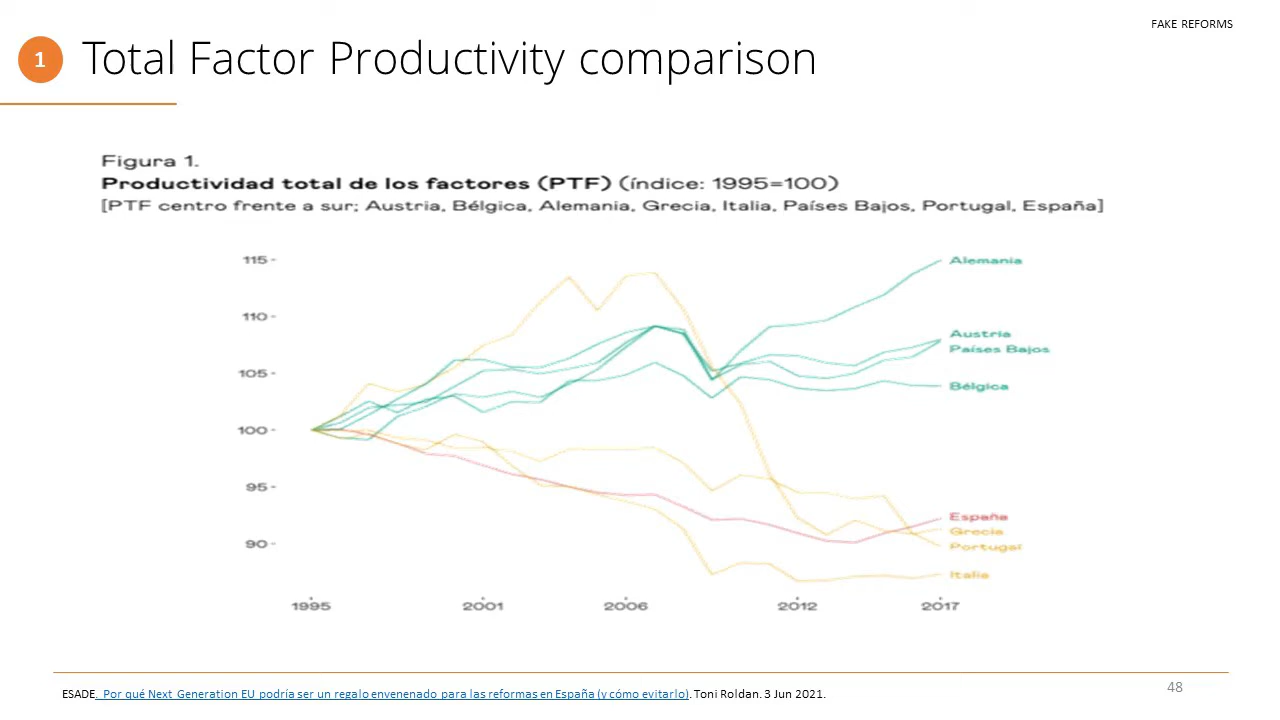 FAKE REFORMS
1
Total Factor Productivity comparison
Figura 1.
Productividad total de los factores (PTF) (índice: 1995=100)
[PTF centro frente a sur; Austria, Bélgica, Alemania, Grecia, Italia, Países Bajos, Portugal, España]
115
110
105
100
95
90
Alemania
Austria
Países Bajos
Bélgica
España
Grecia
Portugal
Italia
1995 2001 2006 2012 2017
ESADE. Por qué Next Generation EU podría ser un regalo envenenado para las reformas en España (y cómo evitarlo). Toni Roldan. 3 Jun 2021.
48